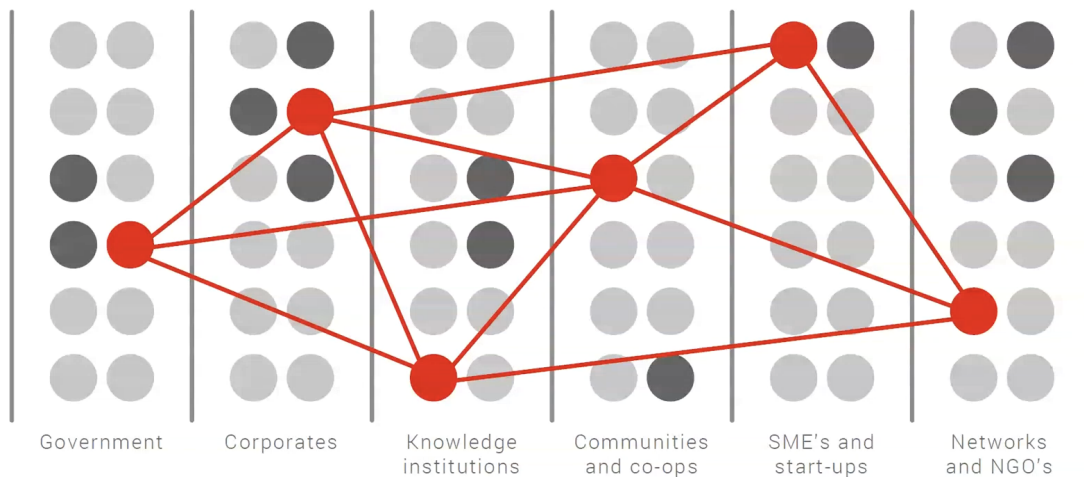 Government
Corporates
Knowledge
institutions
Communities
and co-ops
SME's and
start-ups
Networks
and NGO's